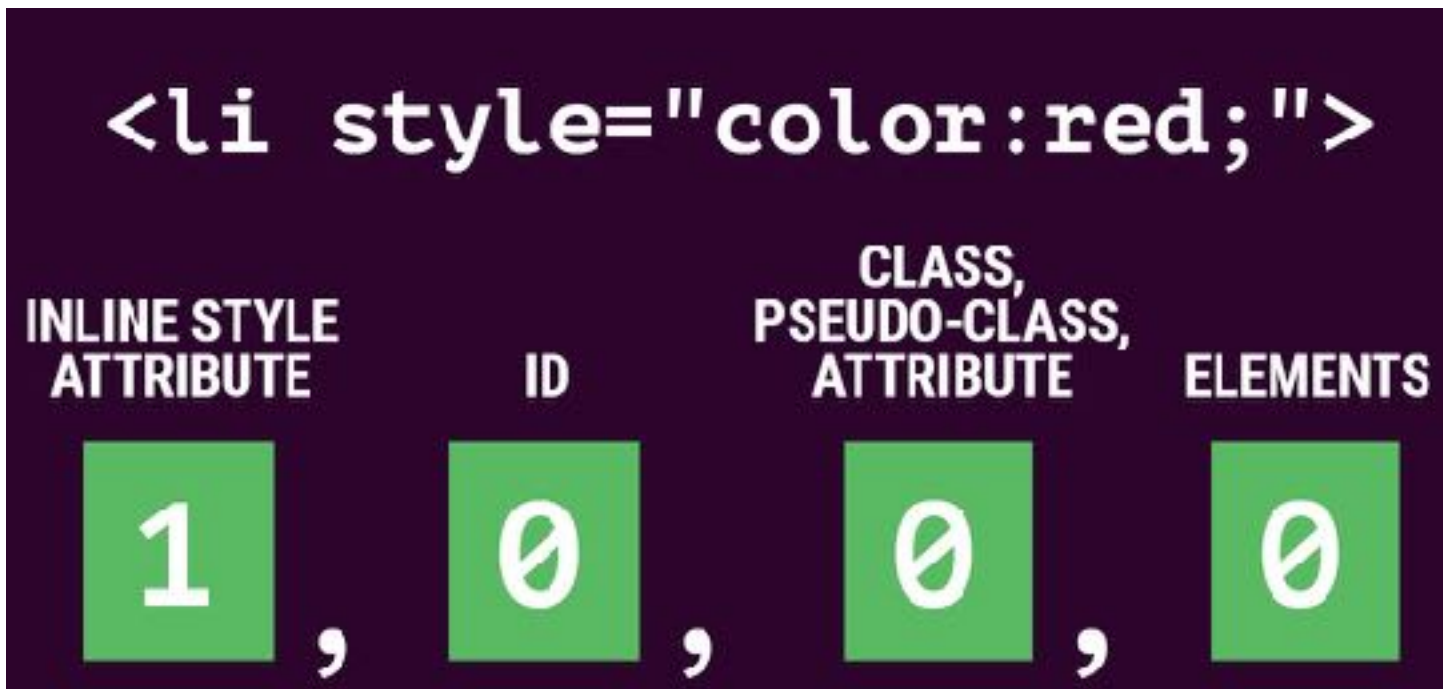 <li style="color:red;">
INLINE STYLE
ATTRIBUTE
ID
CLASS,
PSEUDO-CLASS,
ATTRIBUTE
ELEMENTS
1, 0, 0, 0